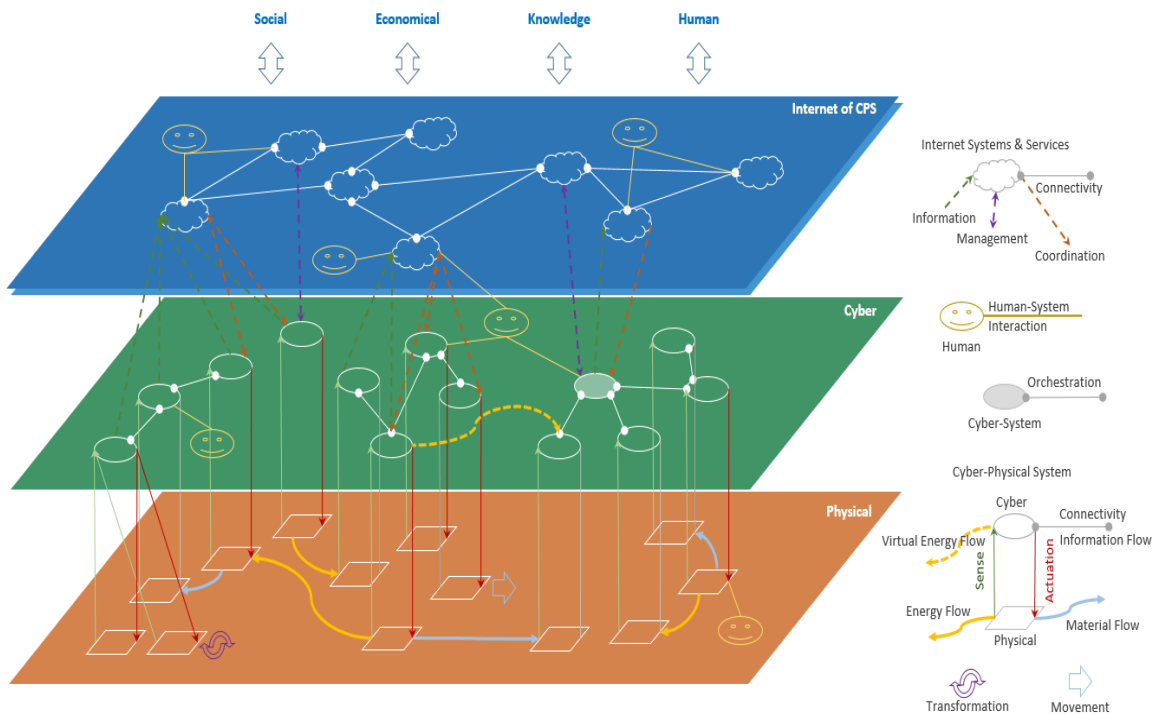 Social
Economical
Knowledge
Human
Internet of CPS
Cyber
Physical
Internet Systems & Services
Connectivity
Information
Management
Coordination
Human-System
Interaction
Human
Orchestration
Cyber-System
Cyber-Physical System
Cyber
Connectivity
Virtual Energy Flow
Information Flow
Sense
Actuation
Energy Flow
Physical
Material Flow
Transformation
Movement